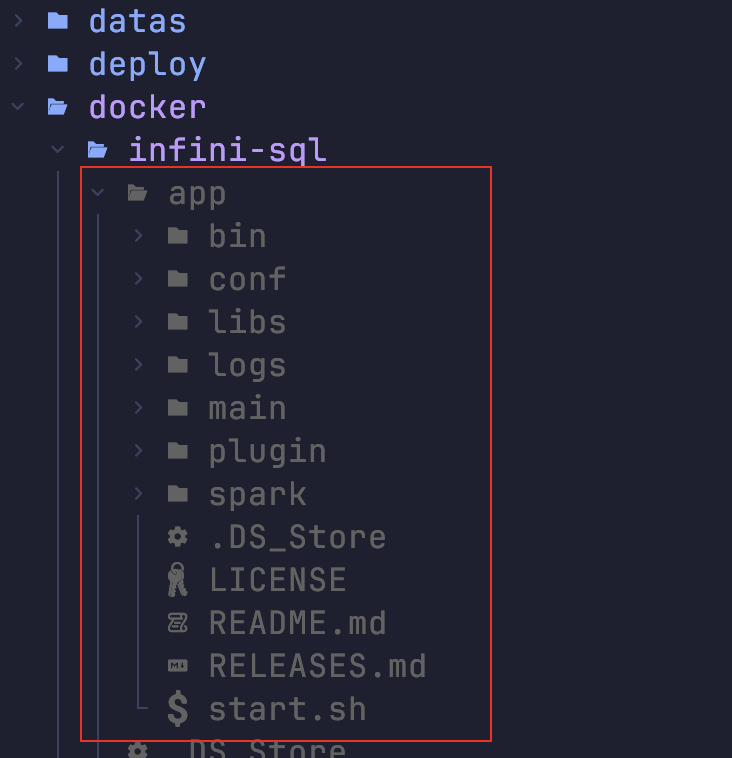 datas
deploy
docker
infini-sql
app
bin
conf
libs
logs
main
plugin
spark
.DS_Store
LICENSE
README.md
RELEASES.md
start.sh
.DS_Store